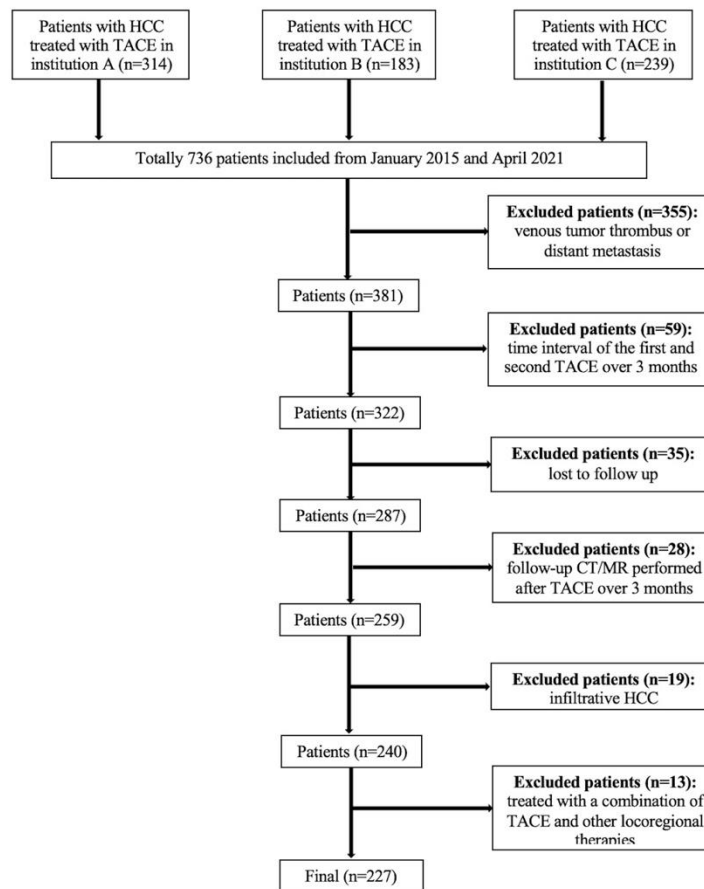 Patients with HCC
treated with TACE in
institution A (n=314)
Patients with HCC
treated with TACE in
institution B (n=183)
Patients with HCC
treated with TACE in
institution C (n=239)
Totally 736 patients included from January 2015 and April 2021
Excluded patients (n=355):
venous tumor thrombus or
distant metastasis
Patients (n=381)
Excluded patients (n=59):
time interval of the first and
second TACE over 3 months
Patients (n=322)
Excluded patients (n=35):
lost to follow up
Patients (n=287)
Excluded patients (n=28):
follow-up CT/MR performed
after TACE over 3 months
Patients (n=259)
Excluded patients (n=19):
infiltrative HCC
Patients (n=240)
Excluded patients (n=13):
treated with a combination of
TACE and other locoregional
therapies
Final (n=227)